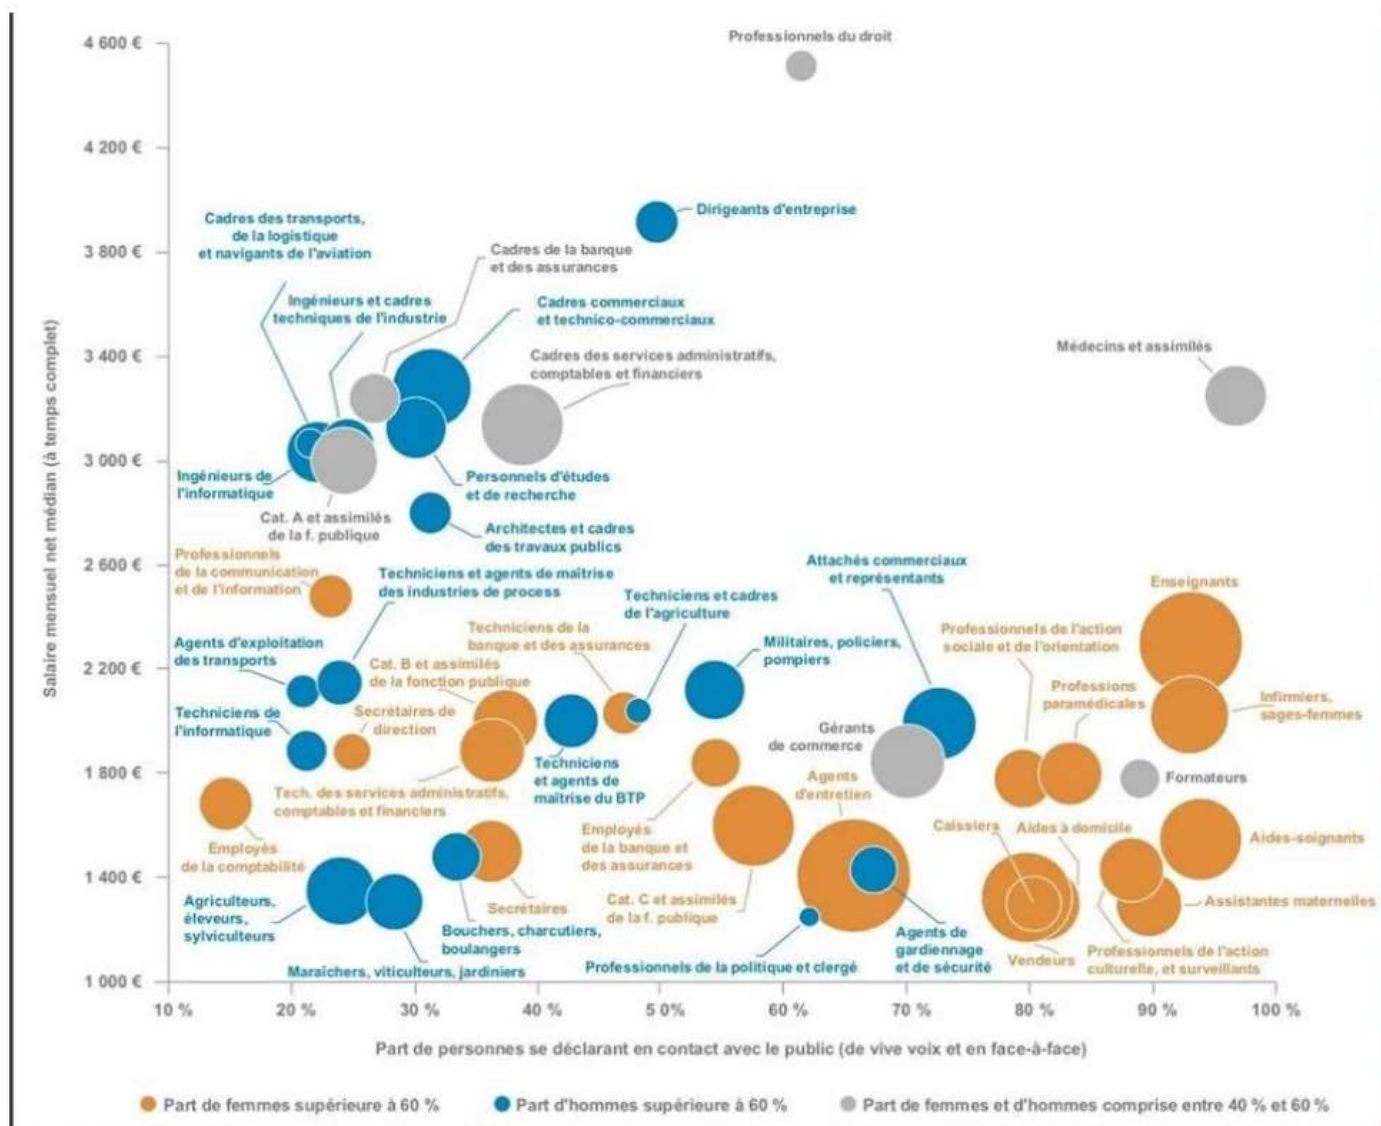 Professionnels du droit
4 600 €
4 200 €
3 800 €
3 400 €
3 000 €
2 600 €
2 200 €
1 800 €
1 400 €
1 000 €
Salaire mensuel net médian (à temps complet)
Dirigeants d'entreprise
Cadres des transports,
de la logistique
et navigants de l'aviation
Cadres de la banque
et des assurances
Ingénieurs et cadres
techniques de l'industrie
Cadres commerciaux
et technico-commerciaux
Cadres des services administratifs,
comptables et financiers
Médecins et assimilés
Ingénieurs de
l'informatique
Personnels d'études
et de recherche
Cat. A et assimilés
de la f. publique
Architectes et cadres
des travaux publics
Professionnels
de la communication
et de l'information
Techniciens et agents de maîtrise
des industries de process
Techniciens et cadres
de l'agriculture
Attachés commerciaux
et représentants
Enseignants
Agents d'exploitation
des transports
Cat. B et assimilés
de la fonction publique
Techniciens de la
banque et des assurances
Militaires, policiers,
pompiers
Professionnels de l'action
sociale et de l'orientation
Professions
paramédicales
Infirmiers,
sages-femmes
Techniciens de
l'informatique
Secrétaires de
direction
Gérants
de commerce
Techniciens
et agents de
maîtrise du BTP
Agents
d'entretien
Formateurs
Tech. des services administratifs,
comptables et financiers
Employés
de la comptabilité
Employés
de la banque et
des assurances
Caissiers
Aides à domicile
Aides-soignants
Agriculteurs,
éleveurs,
sylviculteurs
Secrétaires
Cat. C et assimilés
de la f. publique
Assistantes maternelles
Bouchers, charcutiers,
boulangers
Agents de
gardiennage
et de sécurité
Maraîchers, viticulteurs, jardiniers
Professionnels de la politique et clergé
Vendeurs
Professionnels de l'action
culturelle, et surveillants
10 %
20 %
30 %
40 %
5 0%
60 %
70 %
80 %
90 %
100 %
Part de personnes se déclarant en contact avec le public (de vive voix et en face-à-face)
Part de femmes supérieure à 60 %
Part d'hommes supérieure à 60 %
Part de femmes et d'hommes comprise entre 40 % et 60 %